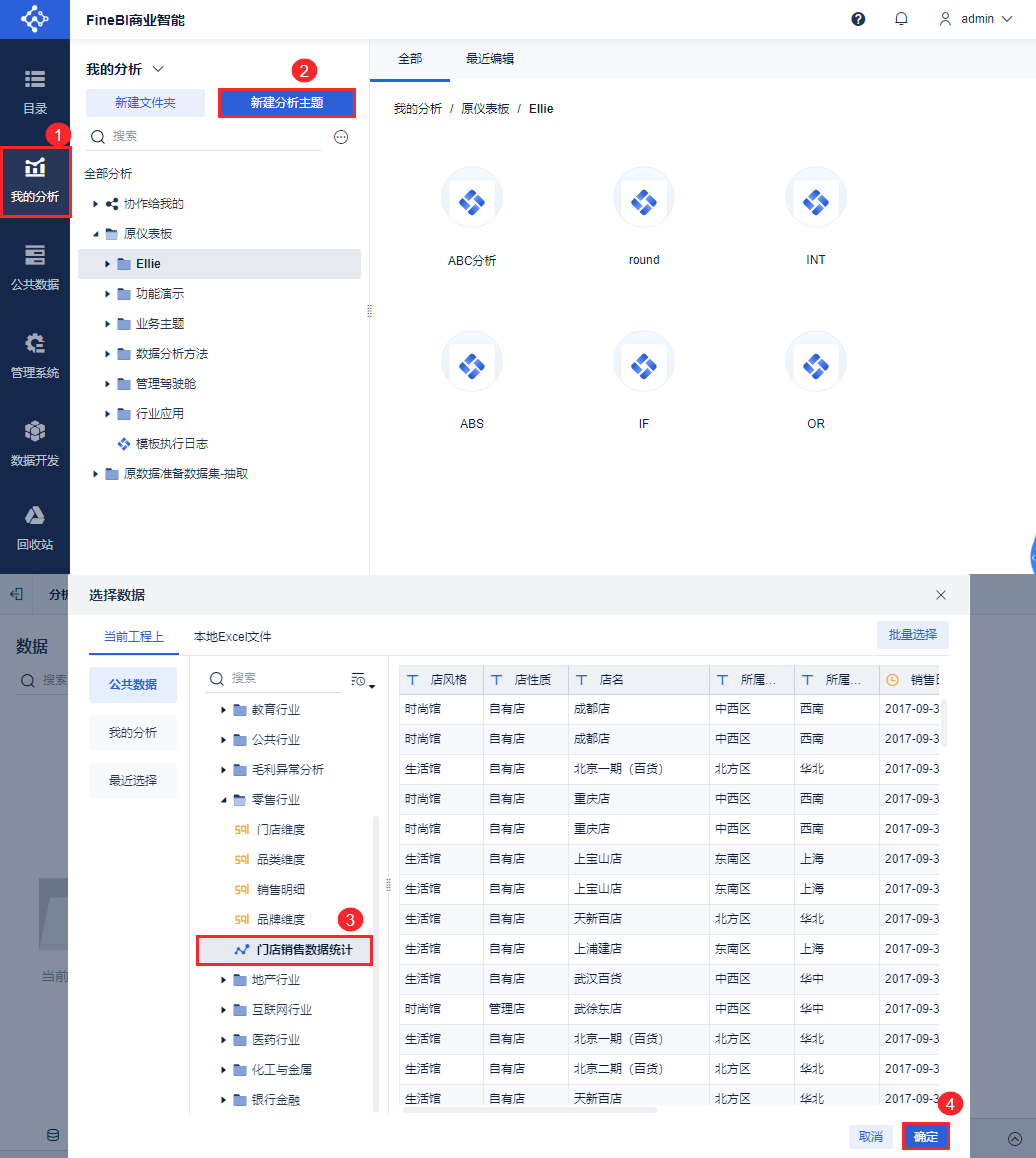 FineBI商业智能
admin
目录
我的分析
公共数据
管理系统
数据开发
回收站
1
我的分析
2
新建文件夹
新建分析主题
搜索
全部分析
协作给我的
原仪表板
Ellie
功能演示
业务主题
数据分析方法
管理驾驶舱
行业应用
模板执行日志
原数据准备数据集-抽取
全部 最近编辑
我的分析 / 原仪表板 / Ellie
ABC分析 round INT
ABS IF OR
分析
数据
搜索
当前
选择数据
当前工程上 本地Excel文件
批量选择
公共数据
我的分析
最近选择
搜索
教育行业
公共行业
毛利异常分析
零售行业
sql 门店维度
sql 品类维度
sql 销售明细
sql 品牌维度
3
门店销售数据统计
地产行业
互联网行业
医药行业
化工与金属
银行金融
店风格 店性质 店名 所属... 所属... 销售日
时尚馆 自有店 成都店 中西区 西南 2017-09-3
时尚馆 自有店 成都店 中西区 西南 2017-09-3
生活馆 自有店 北京一期（百货） 北方区 华北 2017-09-3
时尚馆 自有店 重庆店 中西区 西南 2017-09-3
时尚馆 自有店 重庆店 中西区 西南 2017-09-3
生活馆 自有店 上宝山店 东南区 上海 2017-09-3
生活馆 自有店 上宝山店 东南区 上海 2017-09-3
生活馆 自有店 天新百店 北方区 华北 2017-09-3
生活馆 自有店 上浦建店 东南区 上海 2017-09-3
生活馆 自有店 武汉百货 中西区 华中 2017-09-3
时尚馆 管理店 武徐东店 中西区 华中 2017-09-3
生活馆 自有店 北京一期（百货） 北方区 华北 2017-09-3
生活馆 自有店 北京二期（百货） 北方区 华北 2017-09-3
生活馆 自有店 天新百店 北方区 华北 2017-09-3
4
取消 确定